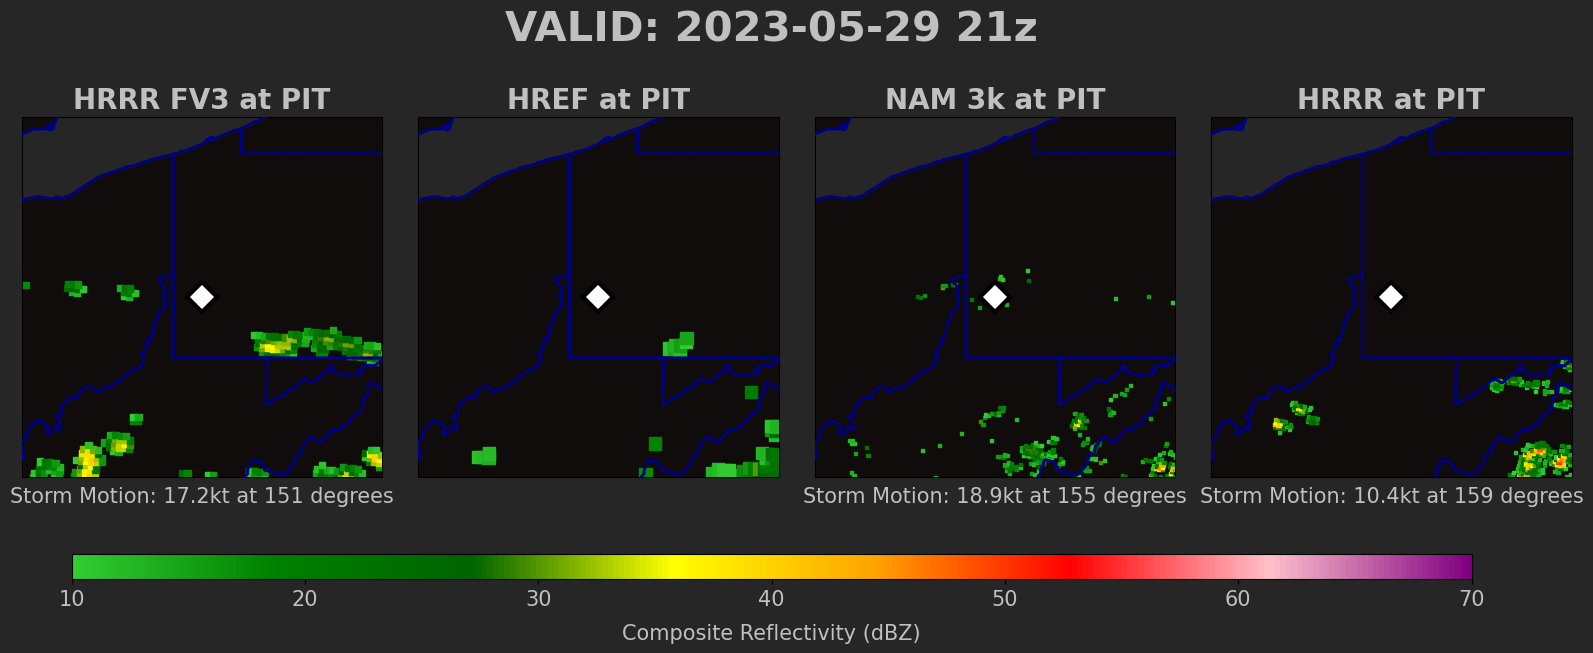 VALID: 2023-05-29 21z
HRRR FV3 at PIT
HREF at PIT
NAM 3k at PIT
HRRR at PIT
Storm Motion: 17.2kt at 151 degrees
Storm Motion: 18.9kt at 155 degrees
Storm Motion: 10.4kt at 159 degrees
10 20 30 40 50 60 70
Composite Reflectivity (dBZ)